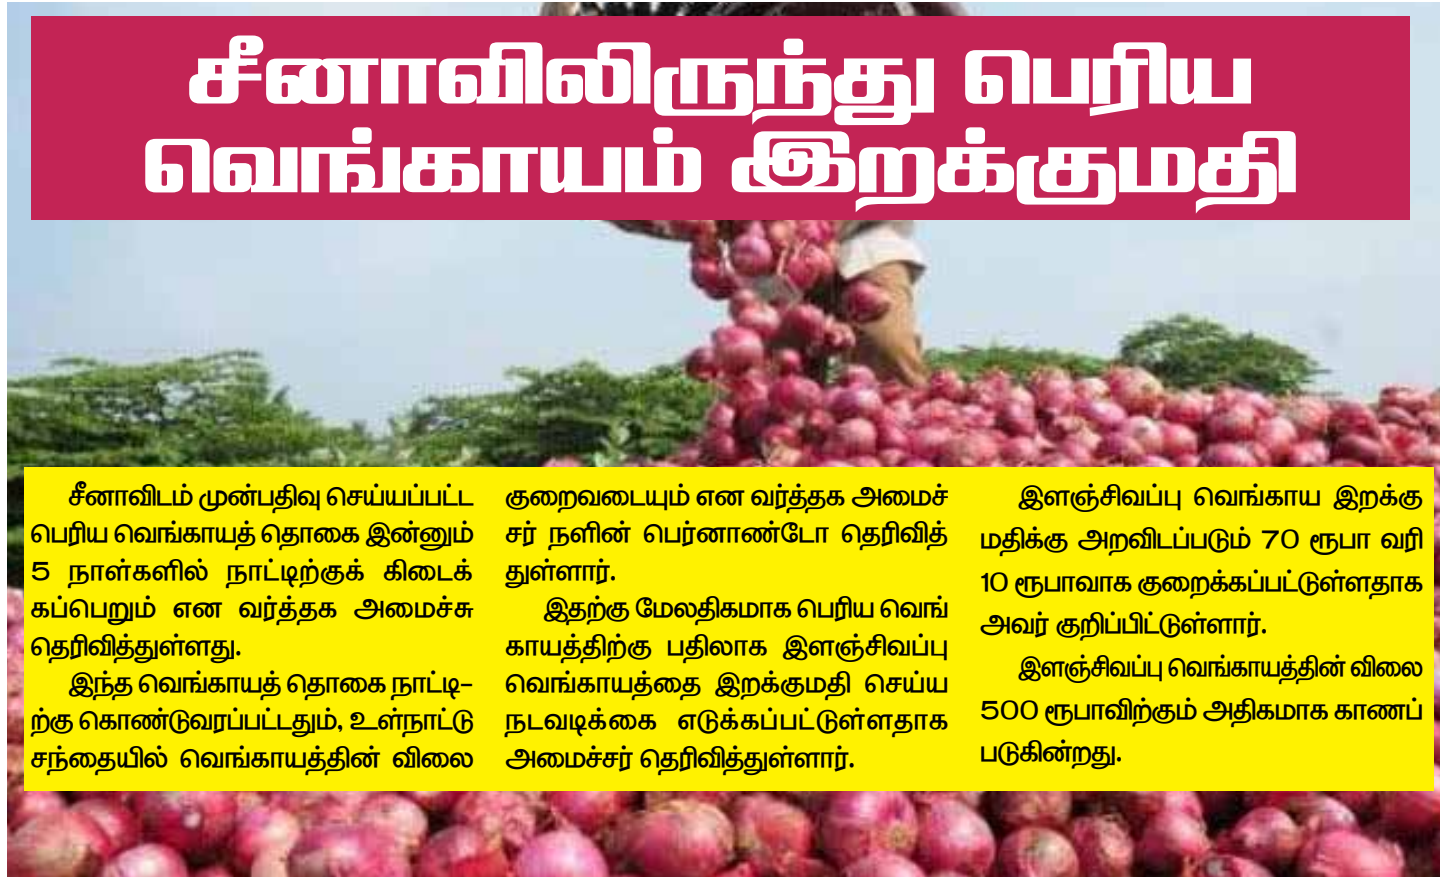 சீனாவிலிருந்து பெரிய
வெங்காயம் இறக்குமதி
சீனாவிடம் முன்பதிவு செய்யப்பட்ட
பெரிய வெங்காயத் தொகை இன்னும்
5 நாள்களில் நாட்டிற்குக் கிடைக்
கப்பெறும் என வர்த்தக அமைச்சு
தெரிவித்துள்ளது.
இந்த வெங்காயத் தொகை நாட்டி-
ற்கு கொண்டுவரப்பட்டதும், உள்நாட்டு
சந்தையில் வெங்காயத்தின் விலை
குறைவடையும் என வர்த்தக அமைச்
சர் நளின் பெர்னாண்டோ தெரிவித்
துள்ளார்.
இதற்கு மேலதிகமாக பெரிய வெங்
காயத்திற்கு பதிலாக இளஞ்சிவப்பு
வெங்காயத்தை இறக்குமதி செய்ய
நடவடிக்கை எடுக்கப்பட்டுள்ளதாக
அமைச்சர் தெரிவித்துள்ளார்.
இளஞ்சிவப்பு வெங்காய இறக்கு
மதிக்கு அறவிடப்படும் 70 ரூபா வரி
10 ரூபாவாக குறைக்கப்பட்டுள்ளதாக
அவர் குறிப்பிட்டுள்ளார்.
இளஞ்சிவப்பு வெங்காயத்தின் விலை
500 ரூபாவிற்கும் அதிகமாக காணப்
படுகின்றது.